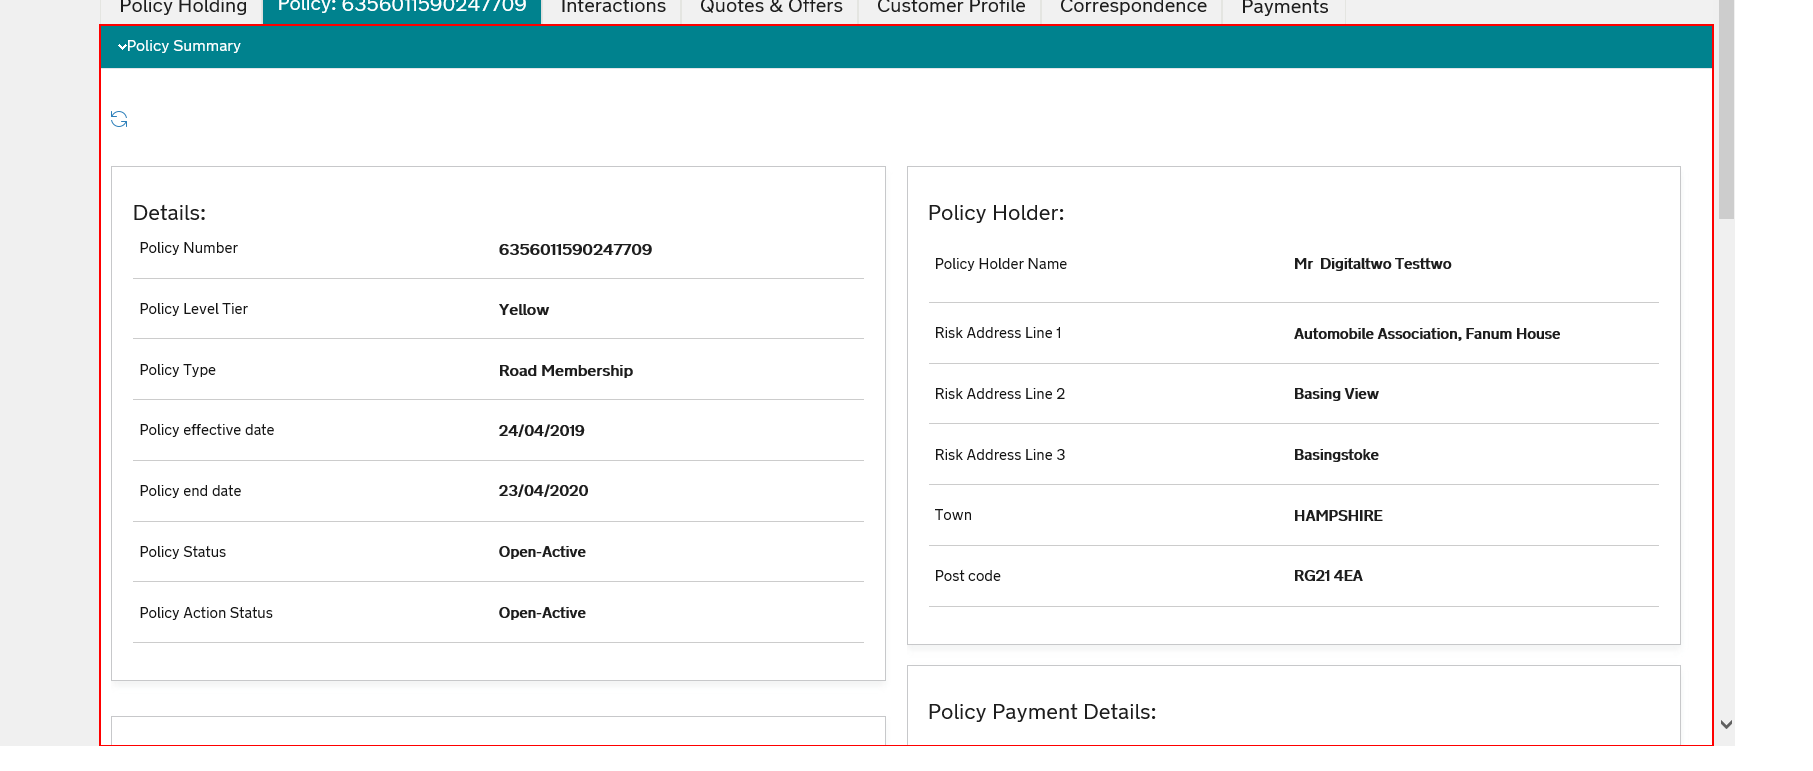 Policy Holding Policy: 6356011590247709 Interactions Quotes & Offers Customer Profile Correspondence Payments
Policy Summary
Details:
Policy Number 6356011590247709
Policy Level Tier Yellow
Policy Type Road Membership
Policy effective date 24/04/2019
Policy end date 23/04/2020
Policy Status Open-Active
Policy Action Status Open-Active
Policy Holder:
Policy Holder Name Mr Digitaltwo Testtwo
Risk Address Line 1 Automobile Association, Fanum House
Risk Address Line 2 Basing View
Risk Address Line 3 Basingstoke
Town HAMPSHIRE
Post code RG21 4EA
Policy Payment Details: